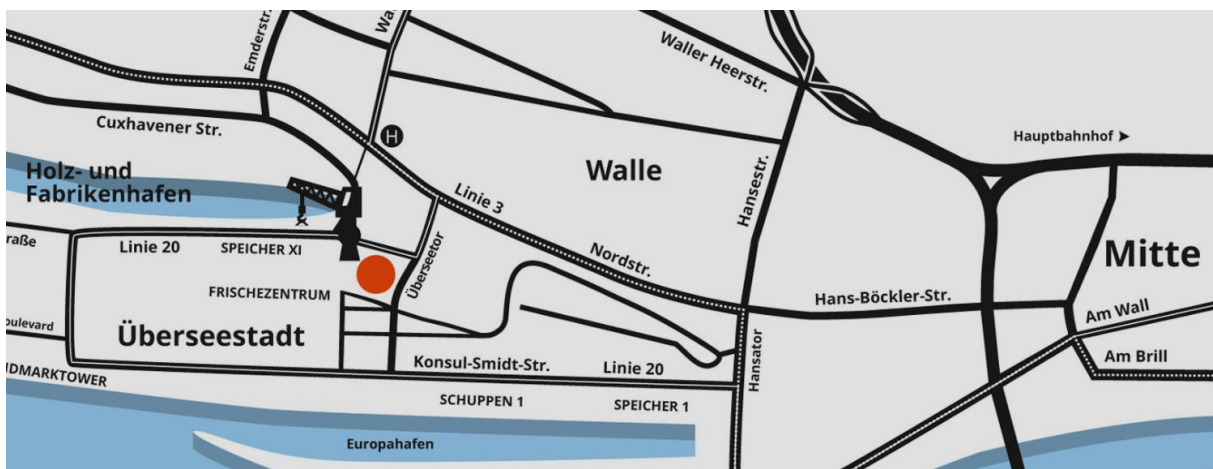 Emderstr.
Wa
Waller Heerstr.
Cuxhavener Str.
H
Hauptbahnhof
Holz- und
Fabrikenhafen
Walle
Hansestr.
Linie 3
raße
Linie 20
SPEICHER XI
Überseetor
Nordstr.
Mitte
FRISCHEZENTRUM
Hans-Böckler-Str.
Am Wall
oulevard
Überseestadt
Konsul-Smidt-Str.
Linie 20
Hansator
Am Brill
NDMARKTOWER
SCHUPPEN 1
SPEICHER 1
Europahafen